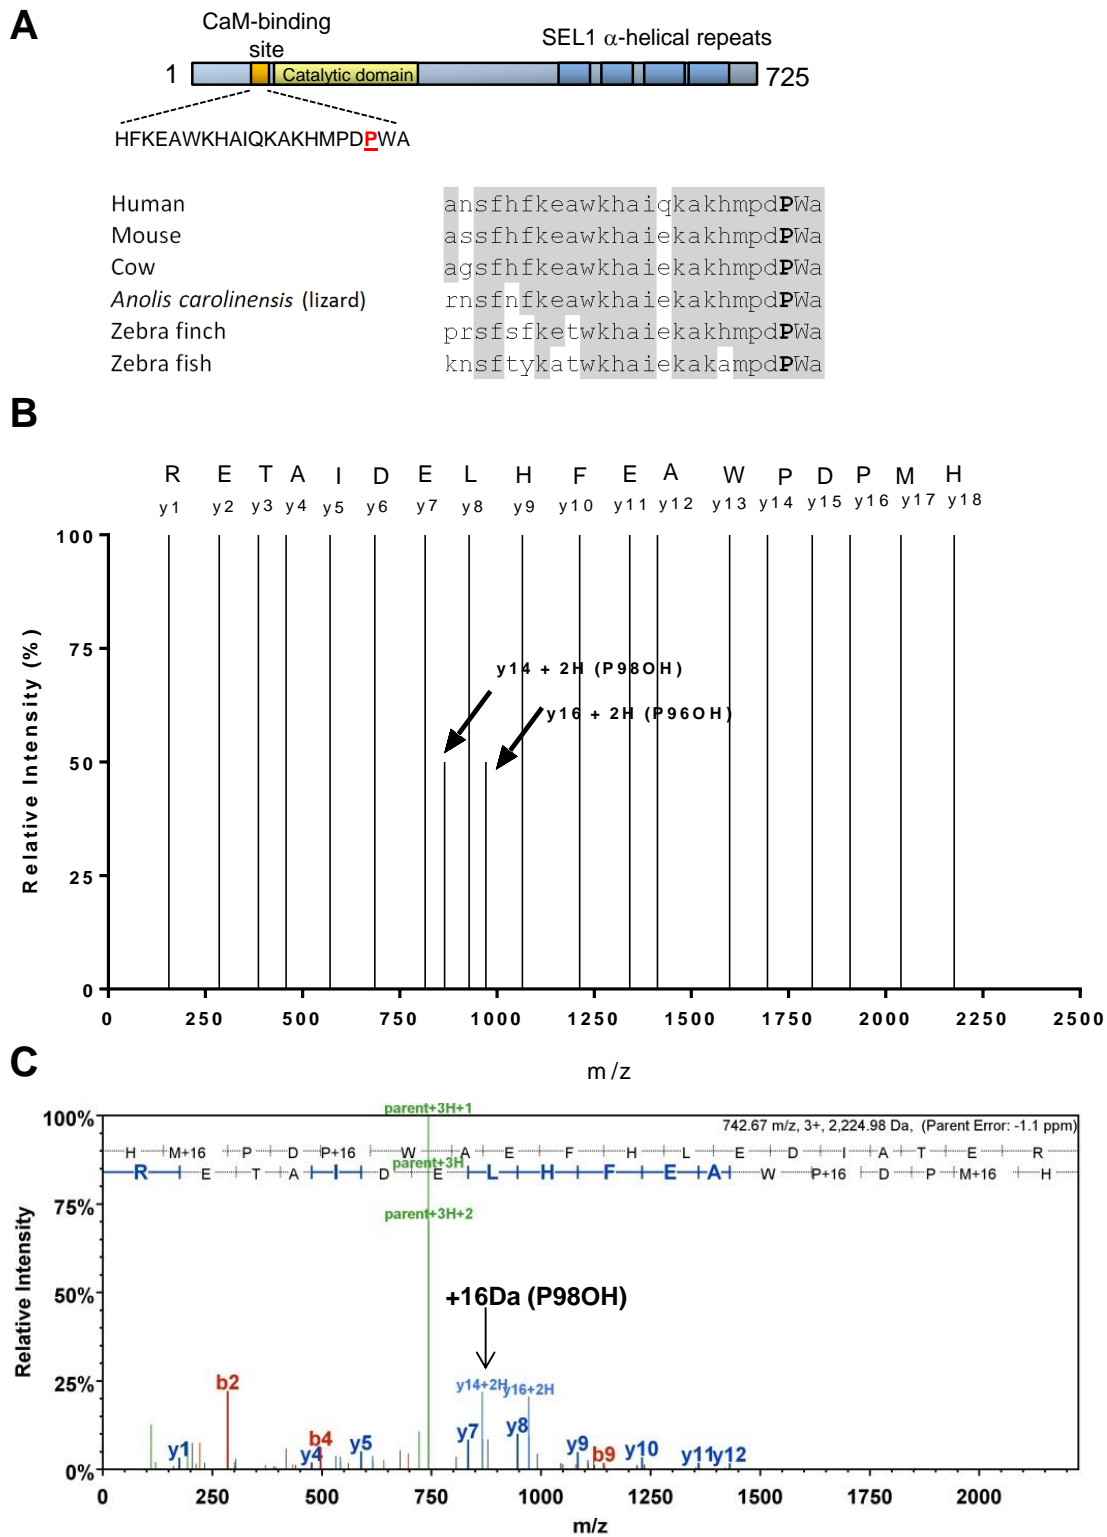 A
CaM-binding
site
SEL1 α-helical repeats
1
Catalytic domain
725
HFKEAWKHAIQKAKHMPDPWA
Human ansfhfkeawkhaiqkakhmpdPWa
Mouse assfhfkeawkhaiekakhmpdPWa
Cow agsfhfkeawkhaiekakhmpdPWa
Anolis carolinensis (lizard) rnsfnfkeawkhaiekakhmpdPWa
Zebra finch prsfsfketwkhaiekakhmpdPWa
Zebra fish knsftykatwkhaiekakampdPWa
B
R E T A I D E L H F E A W P D P M H
y1 y2 y3 y4 y5 y6 y7 y8 y9 y10 y11 y12 y13 y14 y15 y16 y17 y18
Relative Intensity (%)
100
75
50
25
0
y14 + 2H (P98OH)
y16 + 2H (P96OH)
0 250 500 750 1000 1250 1500 1750 2000 2250 2500
m/z
C
parent+3H+1
742.67 m/z, 3+, 2,224.98 Da, (Parent Error: -1.1 ppm)
H M+16 P D P+16 W A E F H L E D I A T E R
parent+3H
R E T A I D E L H F E A W P+16 D P M+16 H
parent+3H+2
Relative Intensity
100%
75%
50%
25%
0%
+16Da (P98OH)
b2
y14+2H
y16+2H
y1
y4
b4
y5
y7
y8
y9
b9
y10
y11
y12
0 250 500 750 1000 1250 1500 1750 2000
m/z